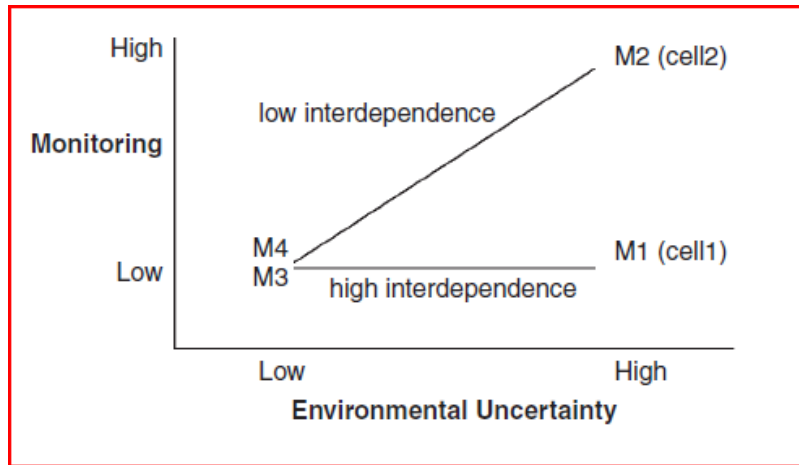 High
M2 (cell2)
low interdependence
Monitoring
M4
M1 (cell1)
Low
M3
high interdependence
Low
High
Environmental Uncertainty